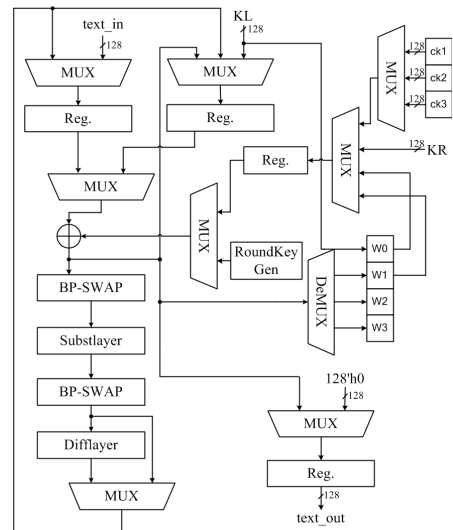 text_in
128
KL
128
MUX
MUX
MUX
128
ck1
128
ck2
128
ck3
Reg.
Reg.
MUX
128
KR
Reg.
MUX
MUX
RoundKey
Gen
W0
W1
W2
W3
DeMUX
BP-SWAP
Substlayer
BP-SWAP
Difflayer
MUX
128'h0
128
MUX
Reg.
128
text_out